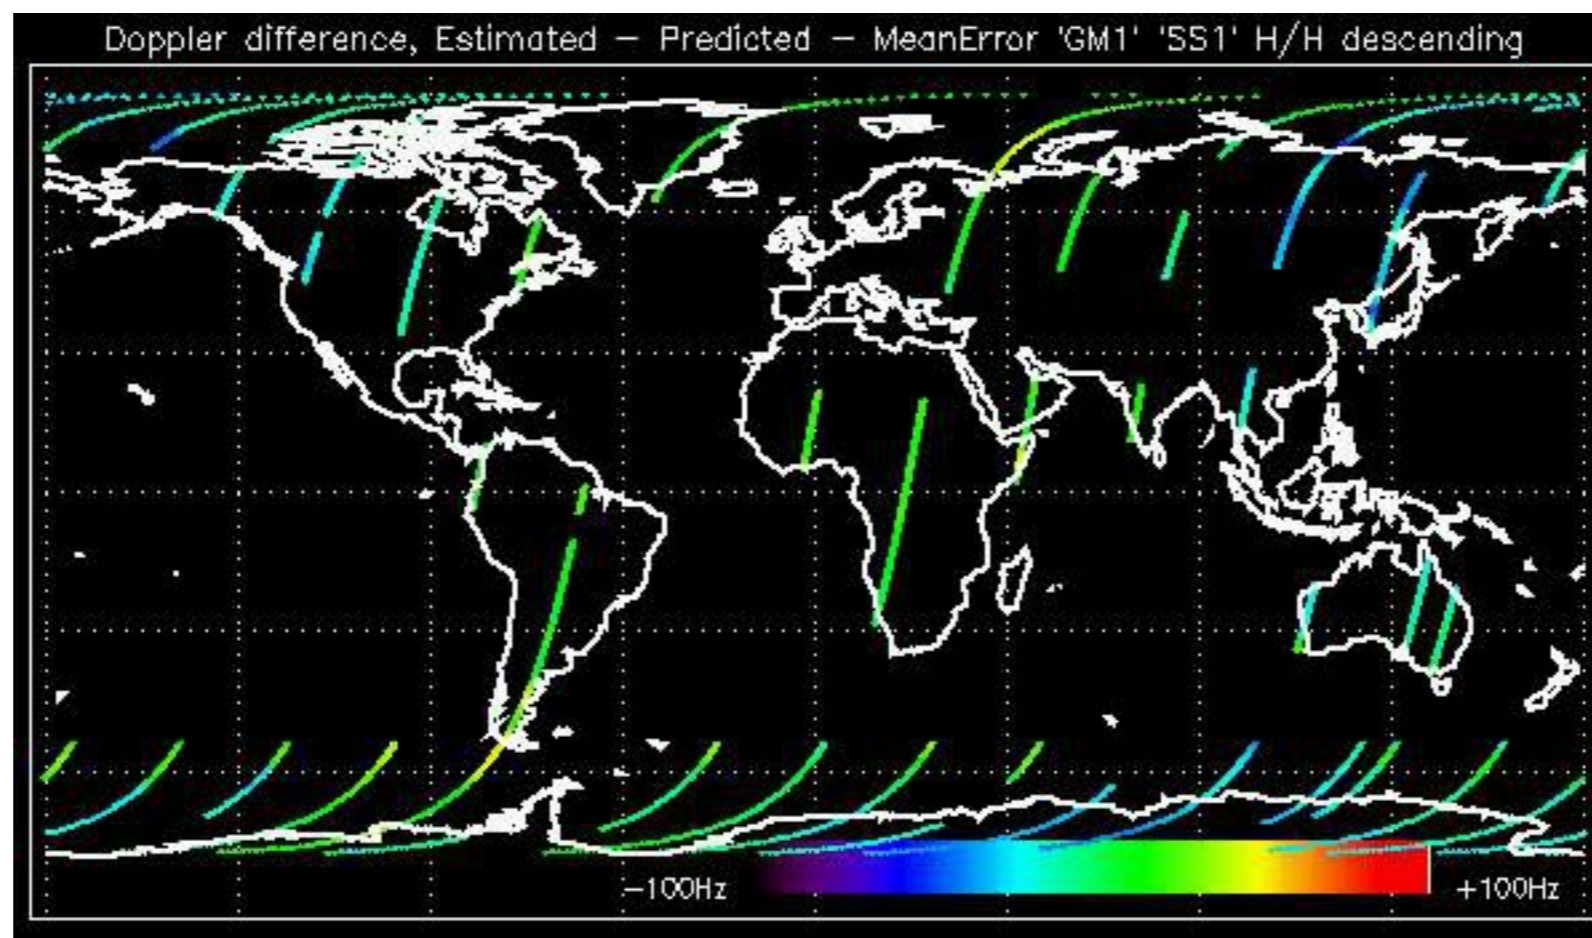 Doppler difference, Estimated – Predicted – MeanError 'GM1' 'SS1' H/H descending
–100Hz
+100Hz